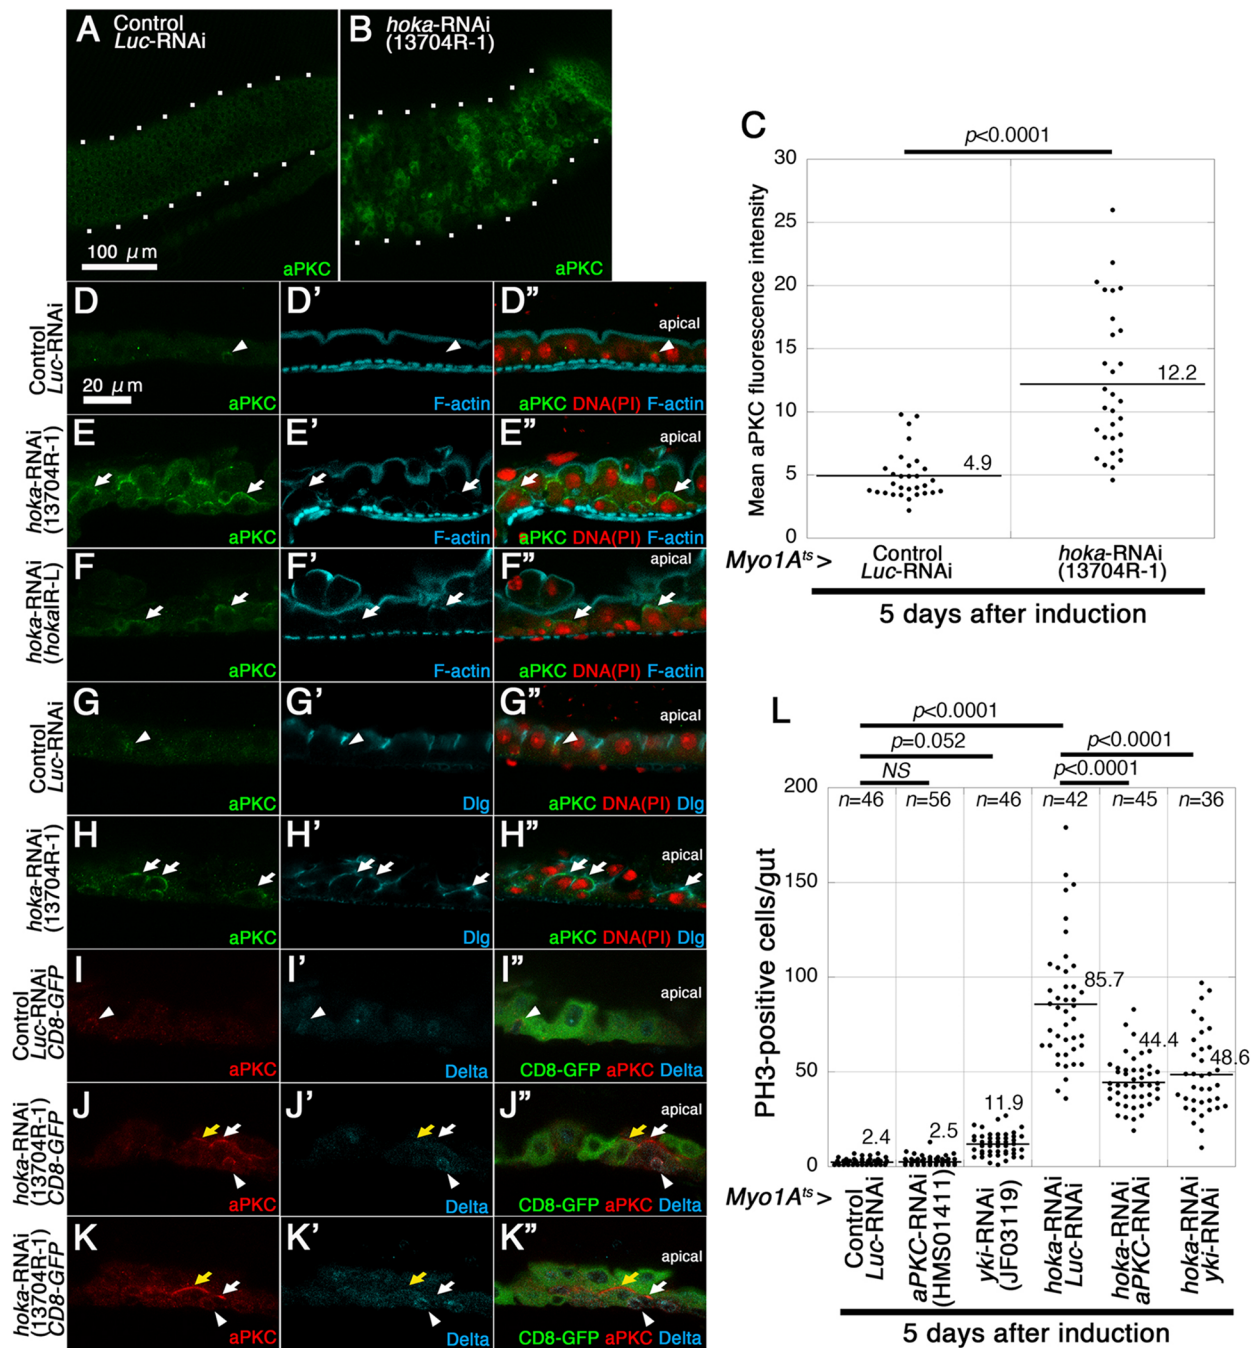 A
Control
Luc-RNAi
100 μm
aPKC
B
hoka-RNAi
(13704R-1)
aPKC
C
p<0.0001
Mean aPKC fluorescence intensity
30
25
20
15
10
5
0
4.9
12.2
Myo1Ats >
Control
Luc-RNAi
hoka-RNAi
(13704R-1)
5 days after induction
Control
Luc-RNAi
D
20 μm
aPKC
D’
F-actin
D”
apical
aPKC DNA(PI) F-actin
hoka-RNAi
(13704R-1)
E
aPKC
E’
F-actin
E”
apical
aPKC DNA(PI) F-actin
hoka-RNAi
(hokaIR-L)
F
aPKC
F’
F-actin
F”
apical
aPKC DNA(PI) F-actin
Control
Luc-RNAi
G
aPKC
G’
Dlg
G”
apical
aPKC DNA(PI) Dlg
hoka-RNAi
(13704R-1)
H
aPKC
H’
Dlg
H”
apical
aPKC DNA(PI) Dlg
Control
Luc-RNAi
CD8-GFP
I
aPKC
I’
Delta
I”
apical
CD8-GFP aPKC Delta
hoka-RNAi
(13704R-1)
CD8-GFP
J
aPKC
J’
Delta
J”
apical
CD8-GFP aPKC Delta
hoka-RNAi
(13704R-1)
CD8-GFP
K
aPKC
K’
Delta
K”
apical
CD8-GFP aPKC Delta
L
p<0.0001
p=0.052
NS
p<0.0001
p<0.0001
PH3-positive cells/gut
200
150
100
50
0
n=46
n=56
n=46
n=42
n=45
n=36
2.4
2.5
11.9
85.7
44.4
48.6
Myo1Ats >
Control
Luc-RNAi
aPKC-RNAi
(HMS01411)
yki-RNAi
(JF03119)
hoka-RNAi
Luc-RNAi
hoka-RNAi
aPKC-RNAi
hoka-RNAi
yki-RNAi
5 days after induction